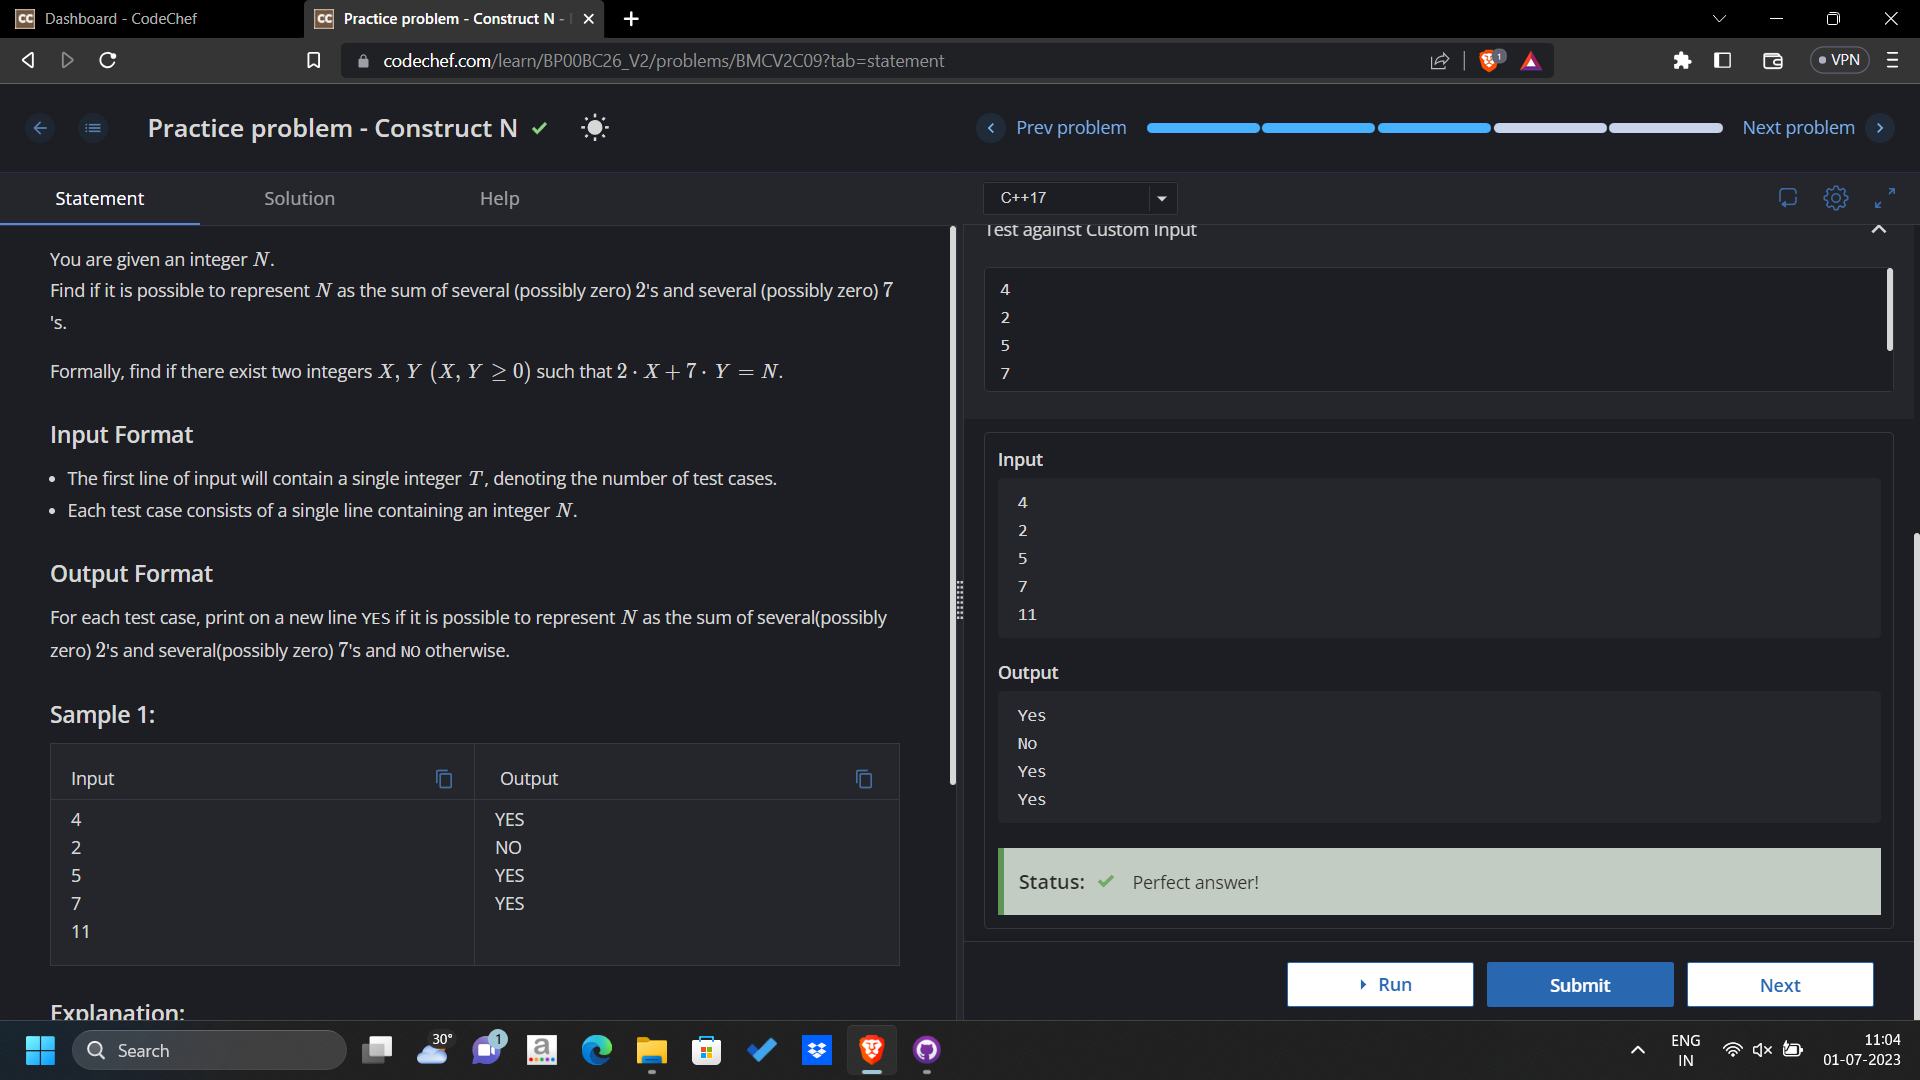 Dashboard - CodeChef
Practice problem - Construct N -
codechef.com/learn/BP00BC26_V2/problems/BMCV2C09?tab=statement
1
VPN
Practice problem - Construct N
Prev problem
Next problem
Statement
Solution
Help
C++17
You are given an integer N.
Find if it is possible to represent N as the sum of several (possibly zero) 2's and several (possibly zero) 7
's.
Formally, find if there exist two integers X, Y (X, Y ≥ 0) such that 2 · X + 7 · Y = N.
Input Format
• The first line of input will contain a single integer T, denoting the number of test cases.
• Each test case consists of a single line containing an integer N.
Output Format
For each test case, print on a new line YES if it is possible to represent N as the sum of several(possibly
zero) 2's and several(possibly zero) 7's and NO otherwise.
Sample 1:
Input
Output
4
2
5
7
11
YES
NO
YES
YES
Explanation:
Test against Custom Input
4
2
5
7
Input
4
2
5
7
11
Output
Yes
No
Yes
Yes
Status: Perfect answer!
Run
Submit
Next
Search
30°
1
a
ENG
IN
11:04
01-07-2023